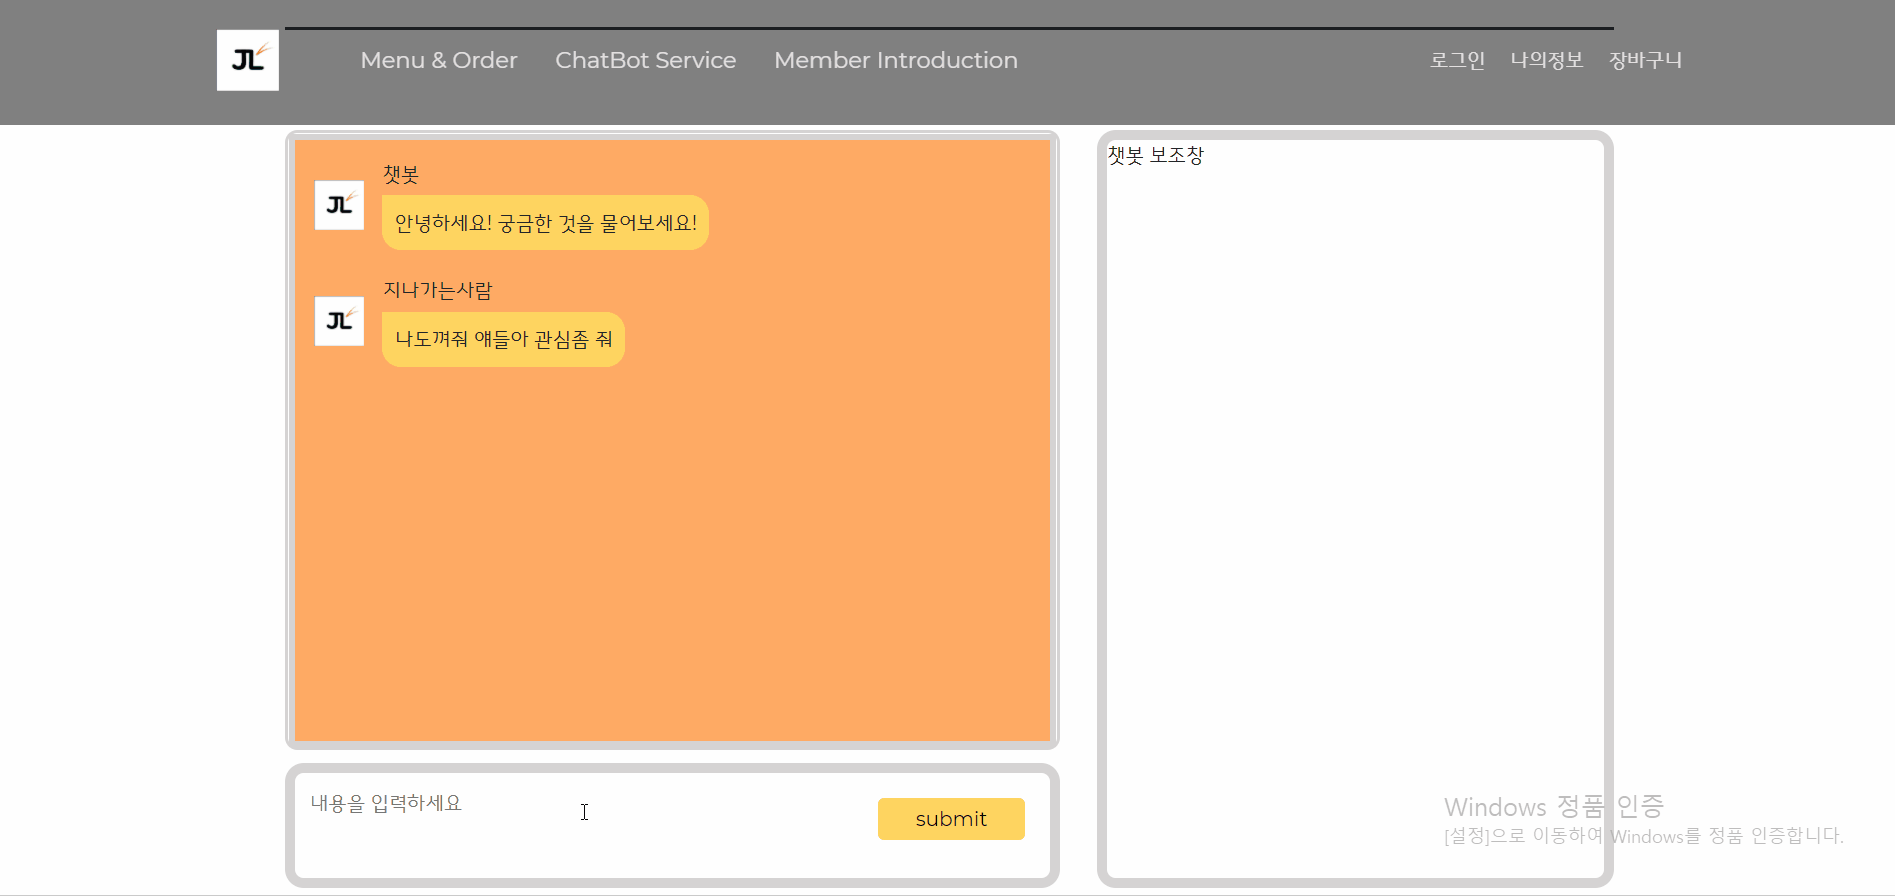 JL
Menu & Order ChatBot Service Member Introduction
로그인 나의정보 장바구니
챗봇
JL
안녕하세요! 궁금한 것을 물어보세요!
지나가는사람
JL
나도껴줘 얘들아 관심좀 줘
내용을 입력하세요
submit
챗봇 보조창
Windows 정품 인증
[설정]으로 이동하여 Windows를 정품 인증합니다.